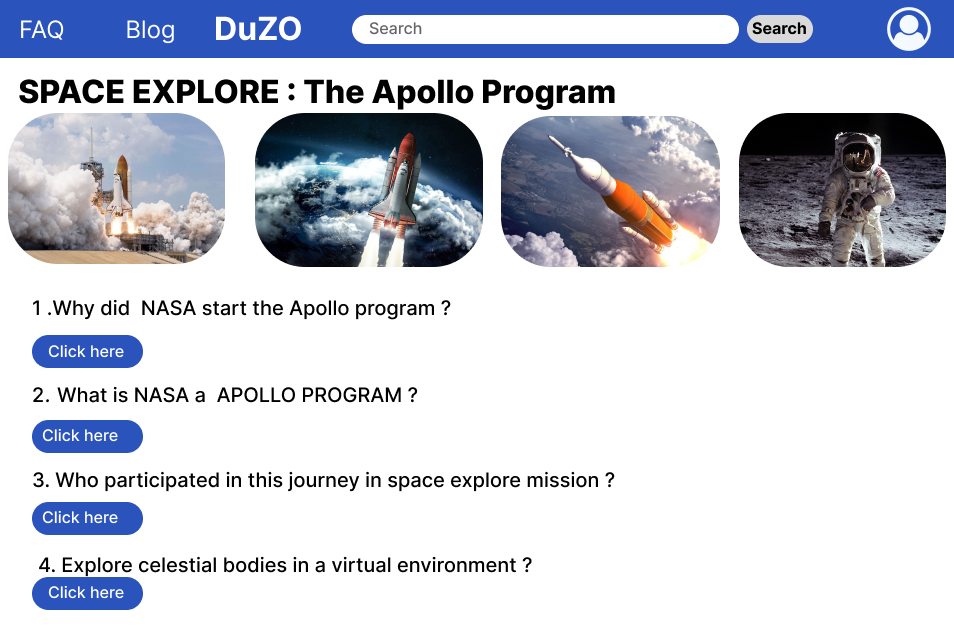 FAQ Blog DuZO Search Search
SPACE EXPLORE : The Apollo Program
1 .Why did  NASA start the Apollo program ?
Click here
2. What is NASA a  APOLLO PROGRAM ?
Click here
3. Who participated in this journey in space explore mission ?
Click here
4. Explore celestial bodies in a virtual environment ?
Click here